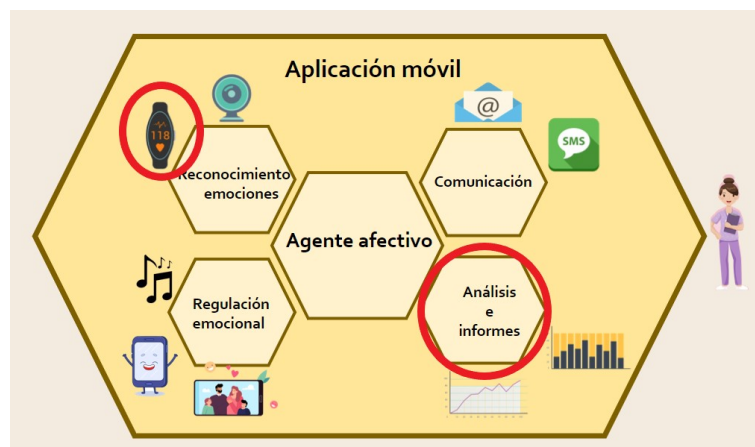 Aplicación móvil
118
@
SMS
Reconocimiento
emociones
Comunicación
Agente afectivo
Regulación
emocional
Análisis
e
informes